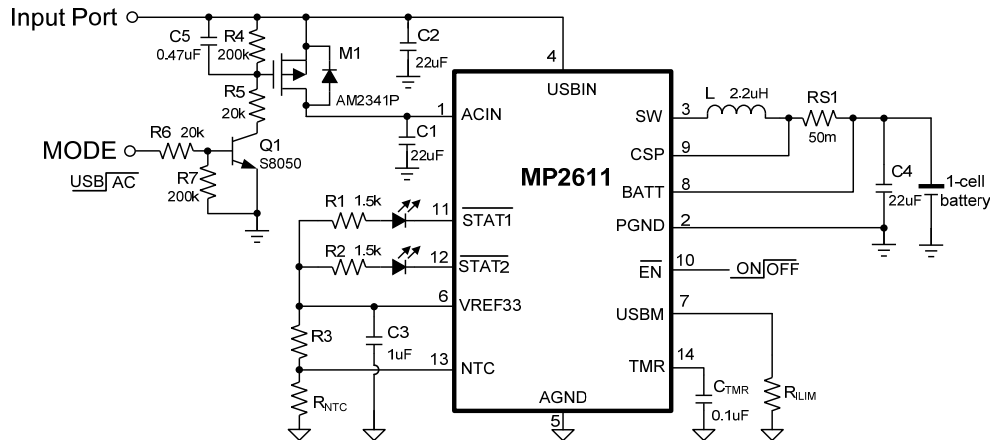 Input Port
C5
0.47uF
R4
200k
M1
AM2341P
C2
22uF
4
USBIN
R5
20k
1
ACIN
C1
22uF
MODE
USB AC
R6 20k
R7
200k
Q1
S8050
MP2611
SW
3
L 2.2uH
RS1
50m
CSP
9
BATT
8
C4
22uF
1-cell
battery
PGND
2
R1 1.5k
11
STAT1
R2 1.5k
12
STAT2
EN
10
ON OFF
6
VREF33
USBM
7
R3
C3
1uF
13
NTC
TMR
14
RNTC
CTMR
0.1uF
RILIM
AGND
5